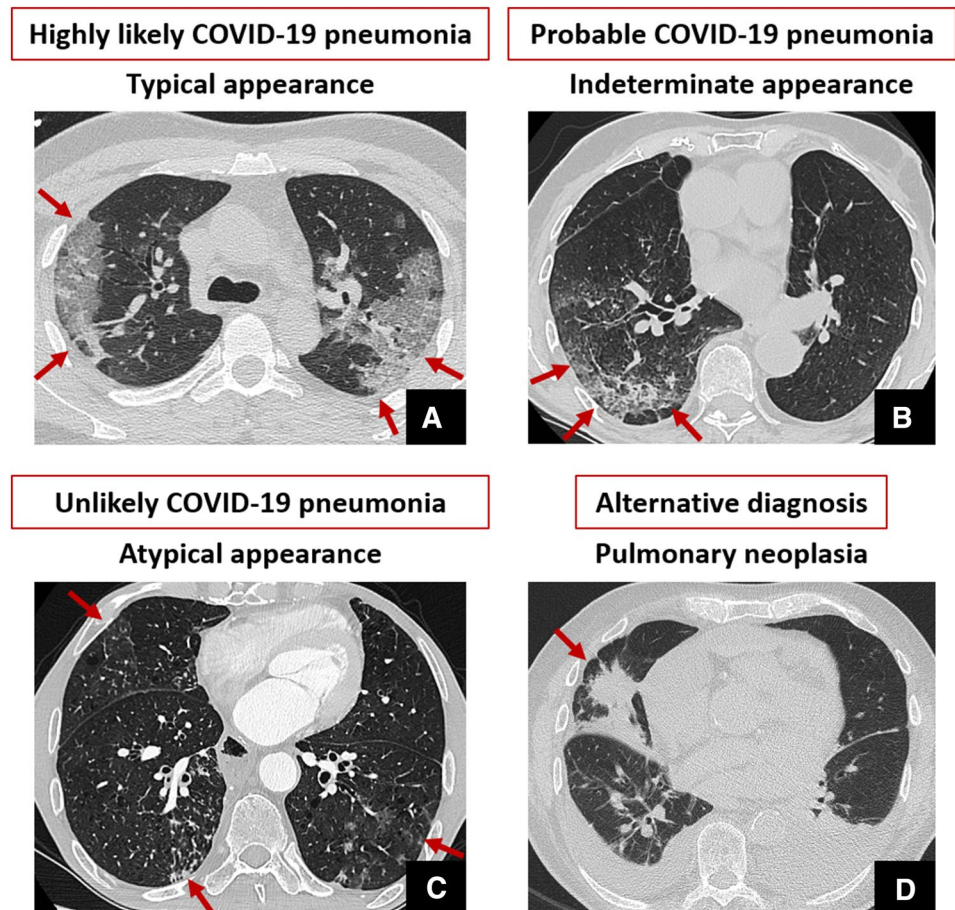 Highly likely COVID-19 pneumonia
Typical appearance
A
Probable COVID-19 pneumonia
Indeterminate appearance
B
Unlikely COVID-19 pneumonia
Atypical appearance
C
Alternative diagnosis
Pulmonary neoplasia
D